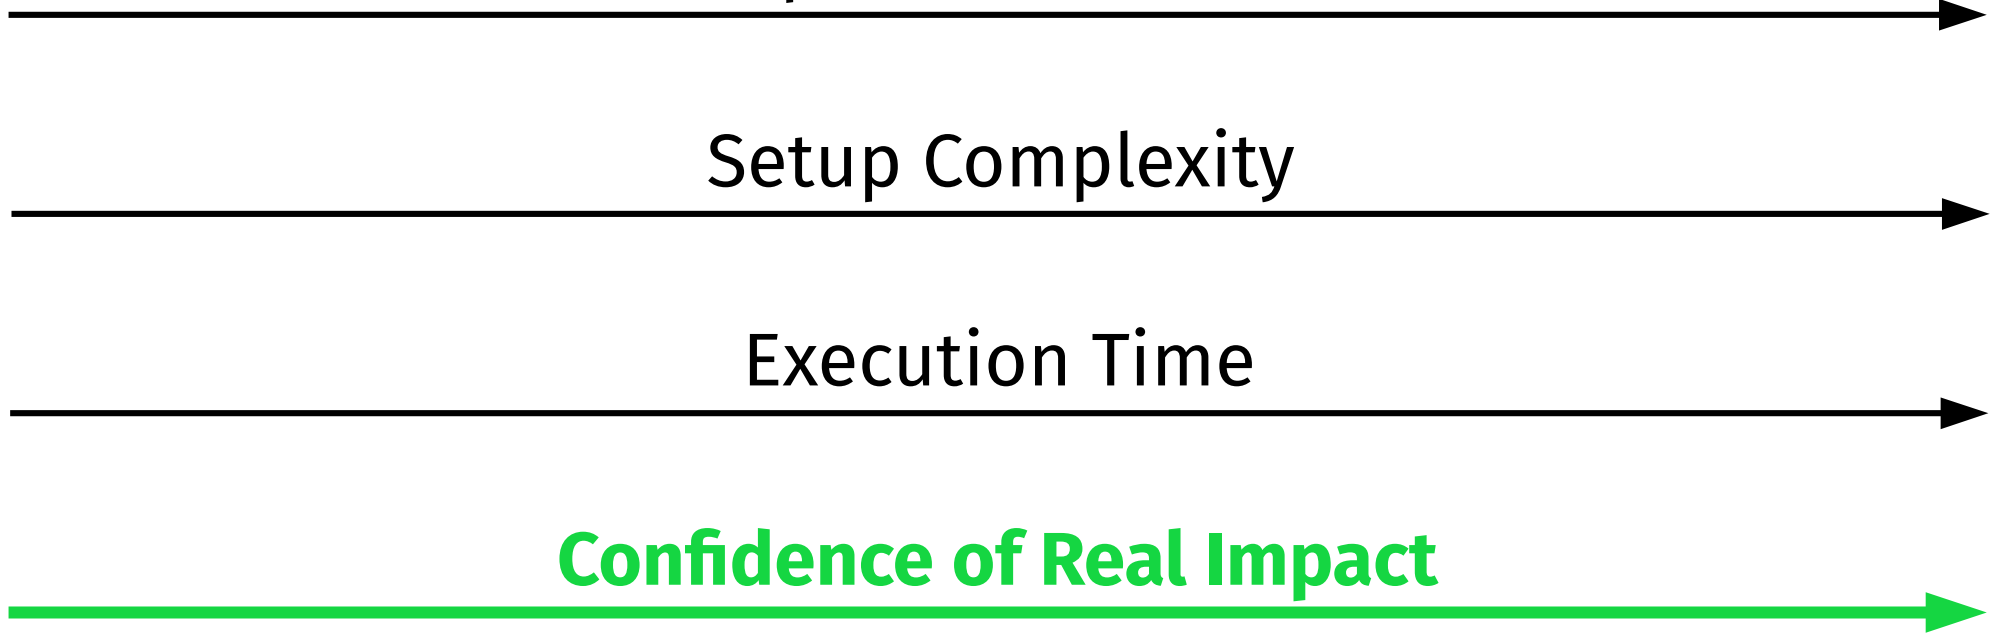 Setup Complexity
Execution Time
Confidence of Real Impact